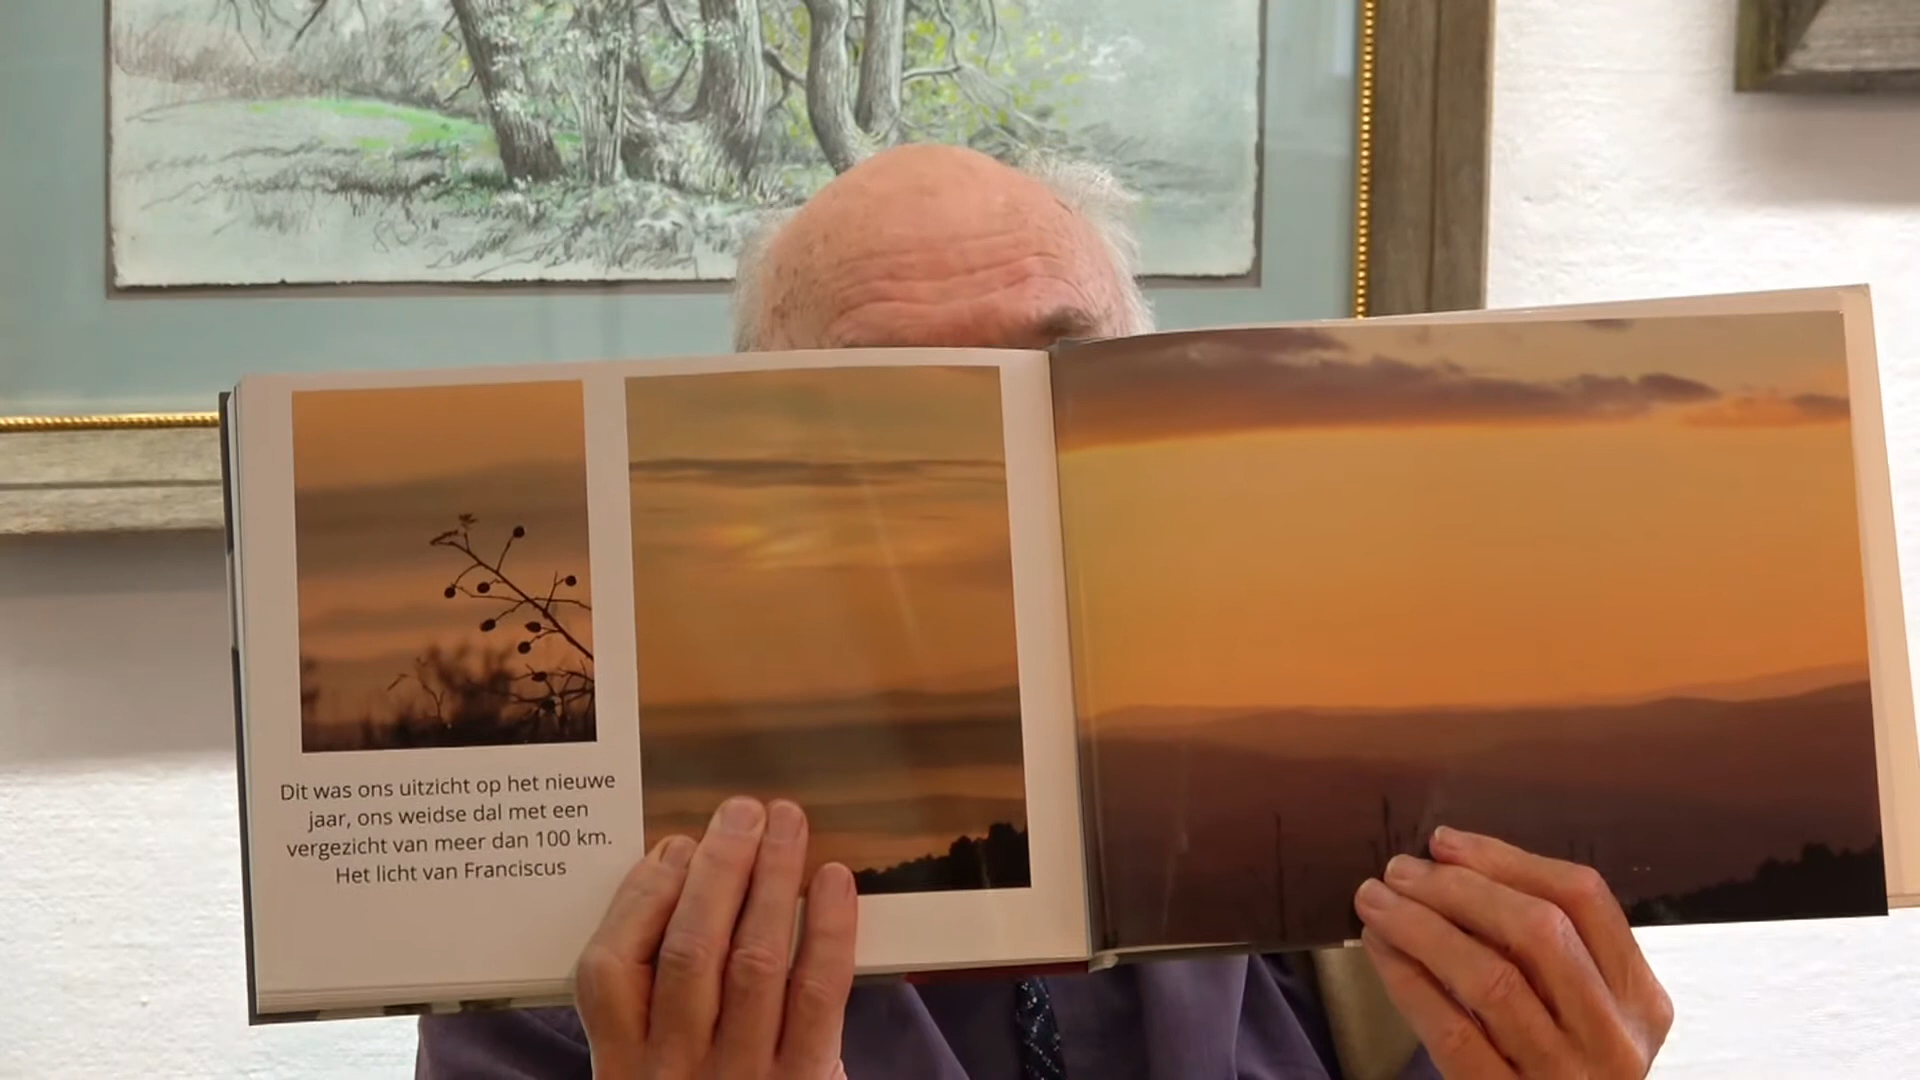 Dit was ons uitzicht op het nieuwe
jaar, ons weidse dal met een
vergezicht van meer dan 100 km.
Het licht van Franciscus